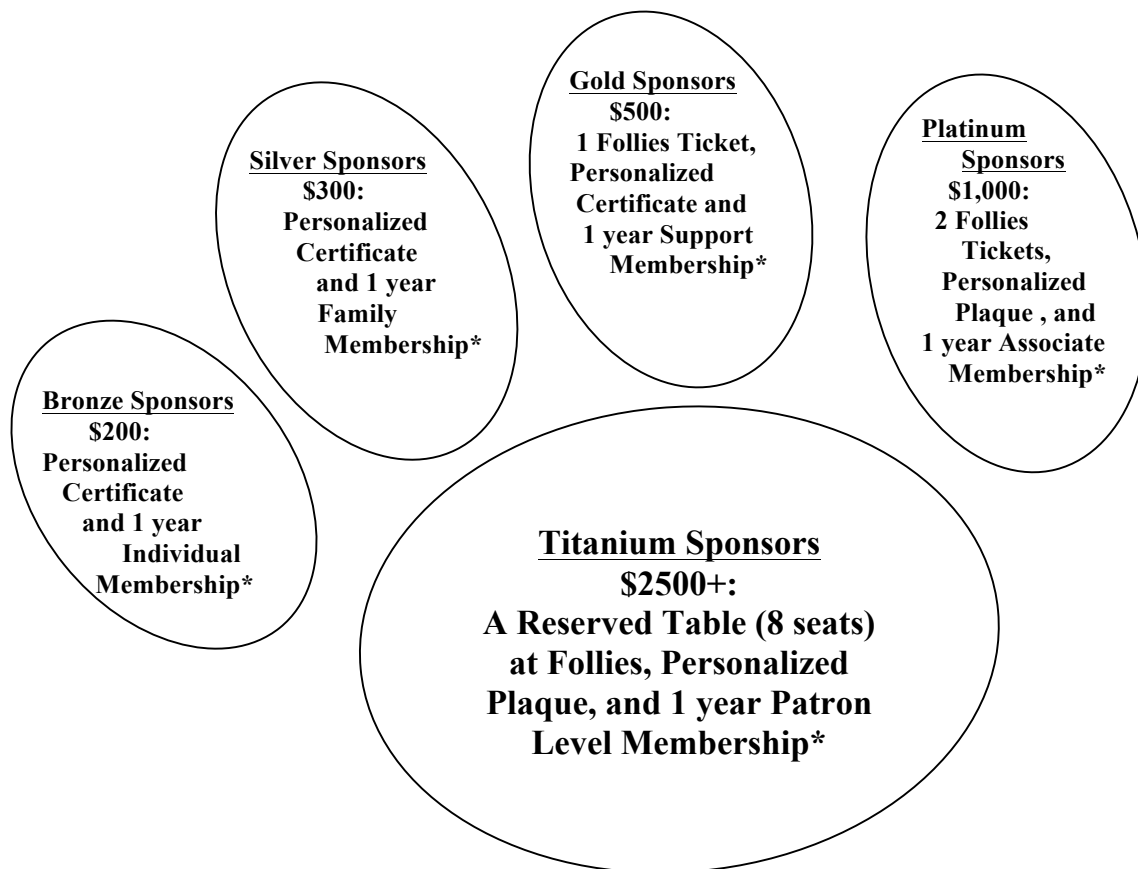 Bronze Sponsors
$200:
Personalized
Certificate
and 1 year
Individual
Membership*
Silver Sponsors
$300:
Personalized
Certificate
and 1 year
Family
Membership*
Gold Sponsors
$500:
1 Follies Ticket,
Personalized
Certificate and
1 year Support
Membership*
Platinum
Sponsors
$1,000:
2 Follies
Tickets,
Personalized
Plaque , and
1 year Associate
Membership*
Titanium Sponsors
$2500+:
A Reserved Table (8 seats)
at Follies, Personalized
Plaque, and 1 year Patron
Level Membership*